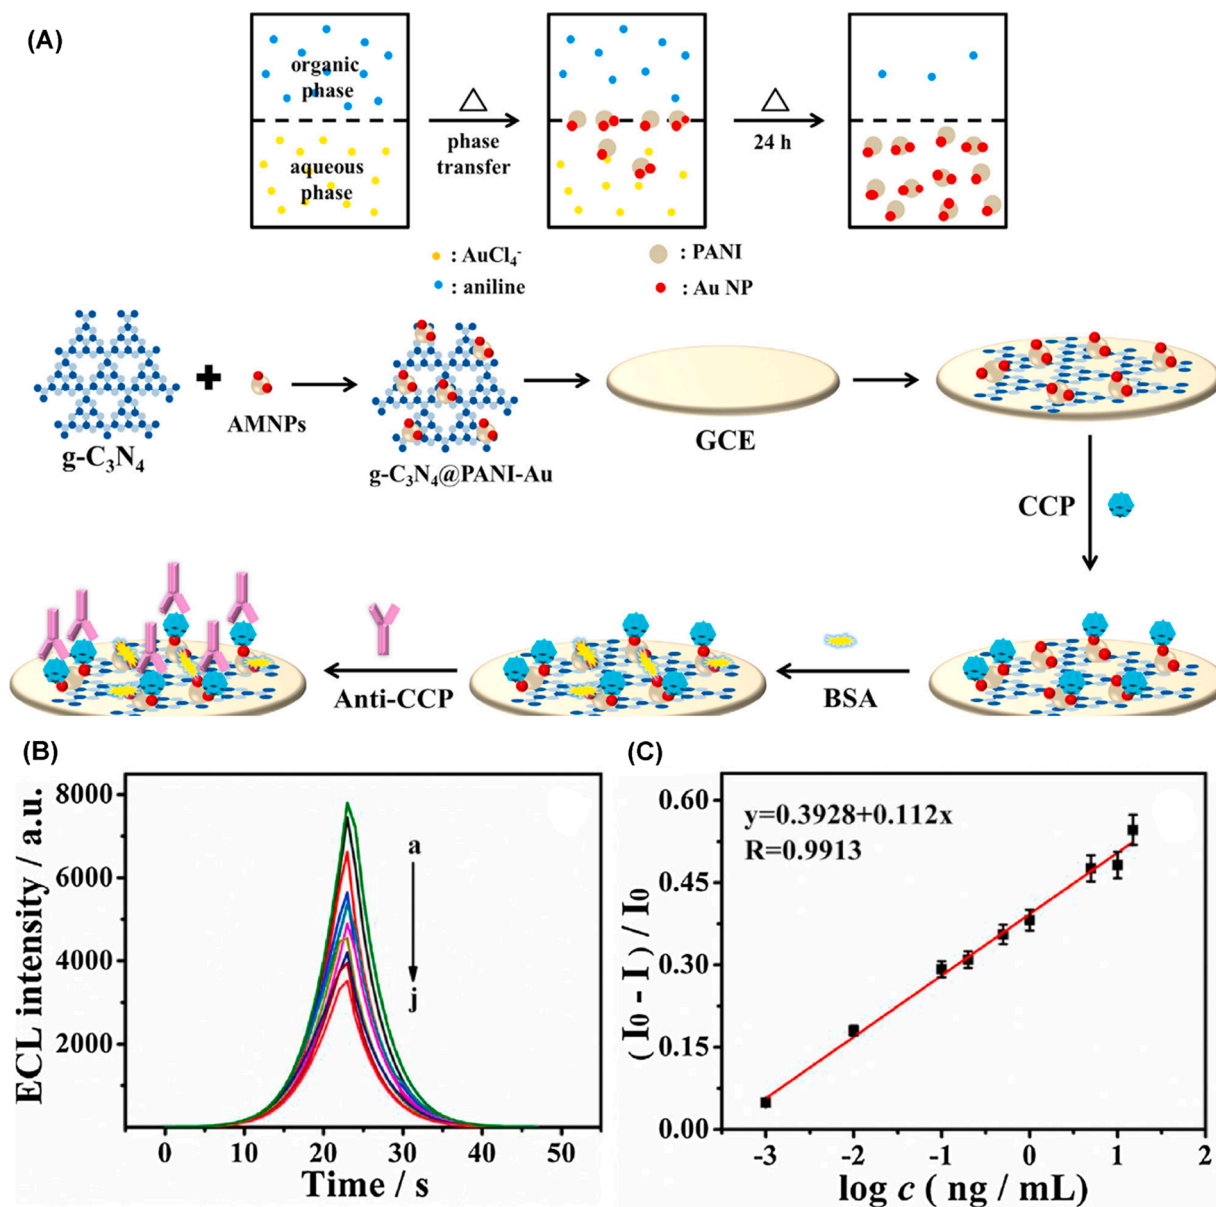 (A)
organic
phase
aqueous
phase
△
phase
transfer
△
24 h
: AuCl₄⁻
: aniline
: PANI
: Au NP
+
g-C₃N₄
AMNPs
g-C₃N₄@PANI-Au
GCE
CCP
BSA
Anti-CCP
(B)
ECL intensity / a.u.
8000
6000
4000
2000
a
j
0 10 20 30 40 50
Time / s
(C)
( I₀ - I ) / I₀
0.60
0.45
0.30
0.15
0.00
y=0.3928+0.112x
R=0.9913
-3 -2 -1 0 1 2
log c ( ng / mL)